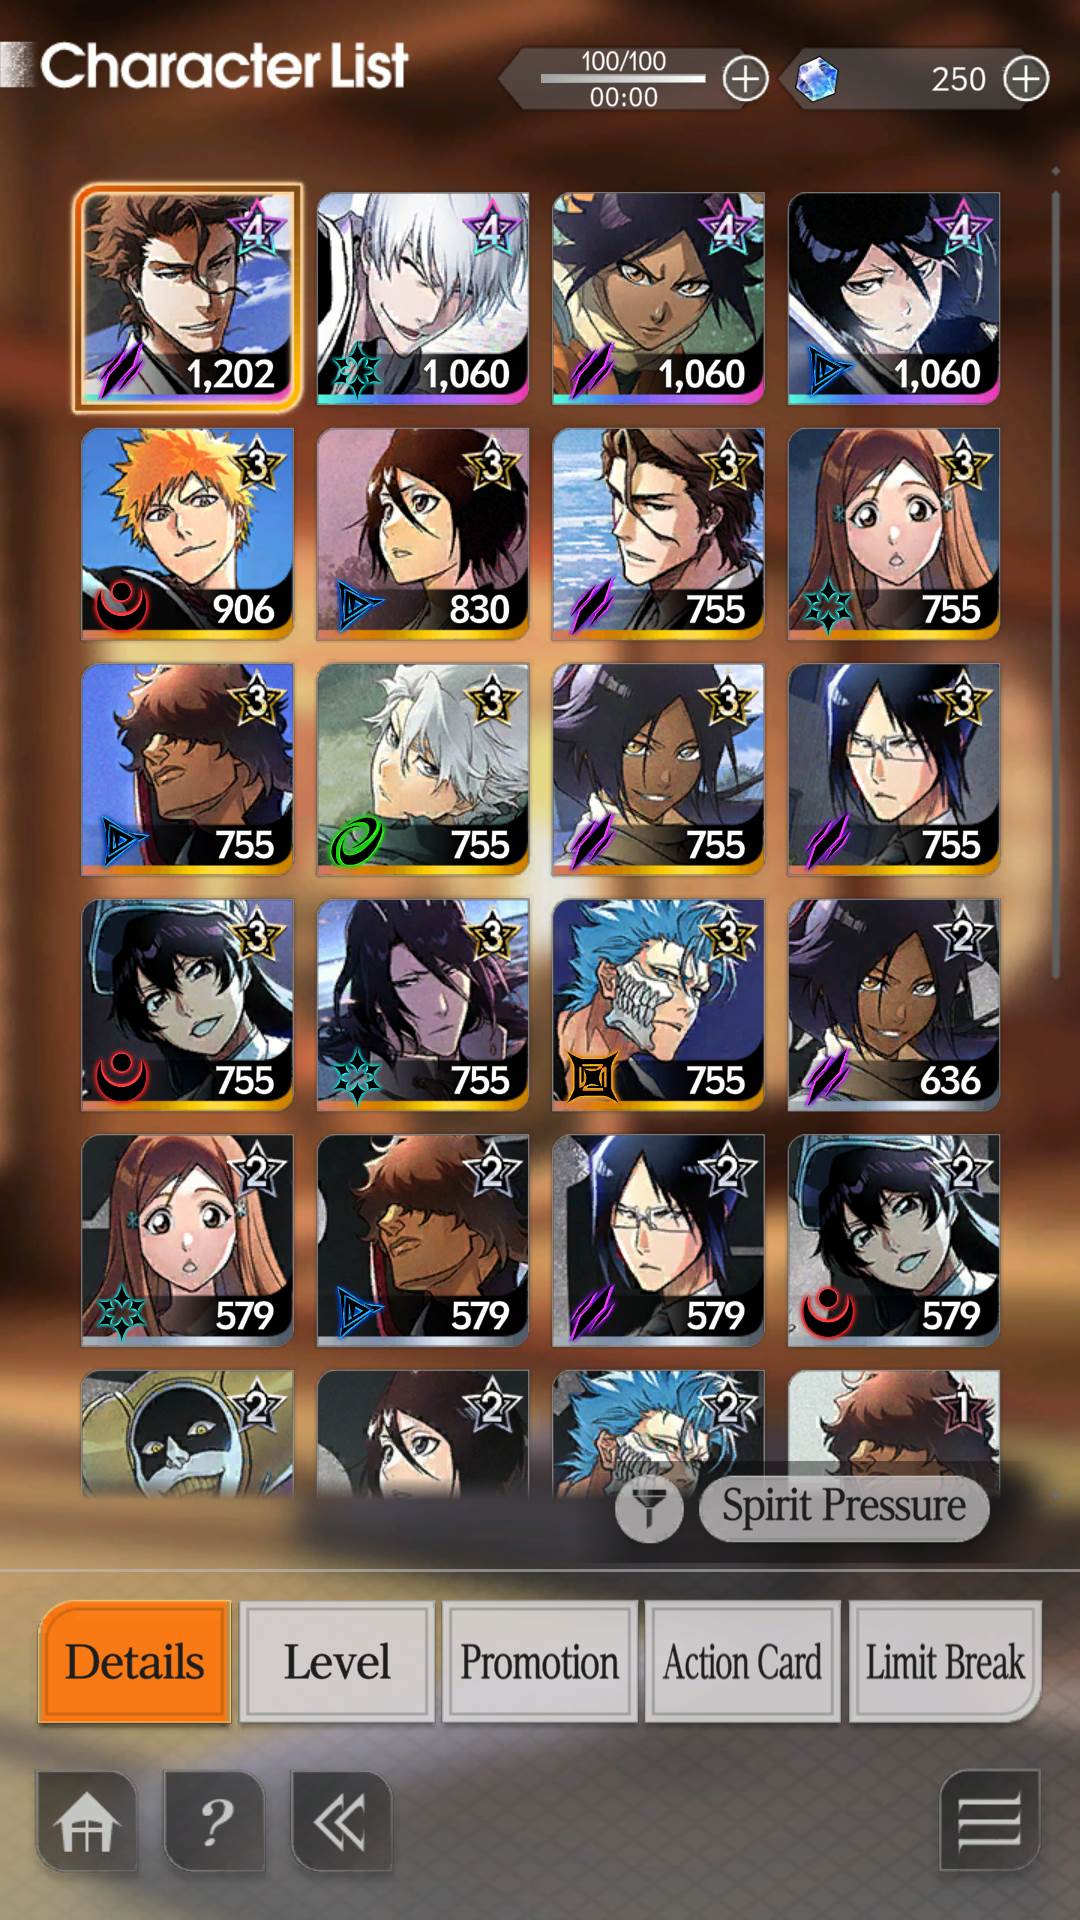 Character List
100/100
00:00
250
4 4 4 4
1,202 1,060 1,060 1,060
3 3 3 3
906 830 755 755
3 3 3 3
755 755 755 755
3 3 3 2
755 755 755 636
2 2 2 2
579 579 579 579
2 2 2 1
Spirit Pressure
Details Level Promotion Action Card Limit Break
?